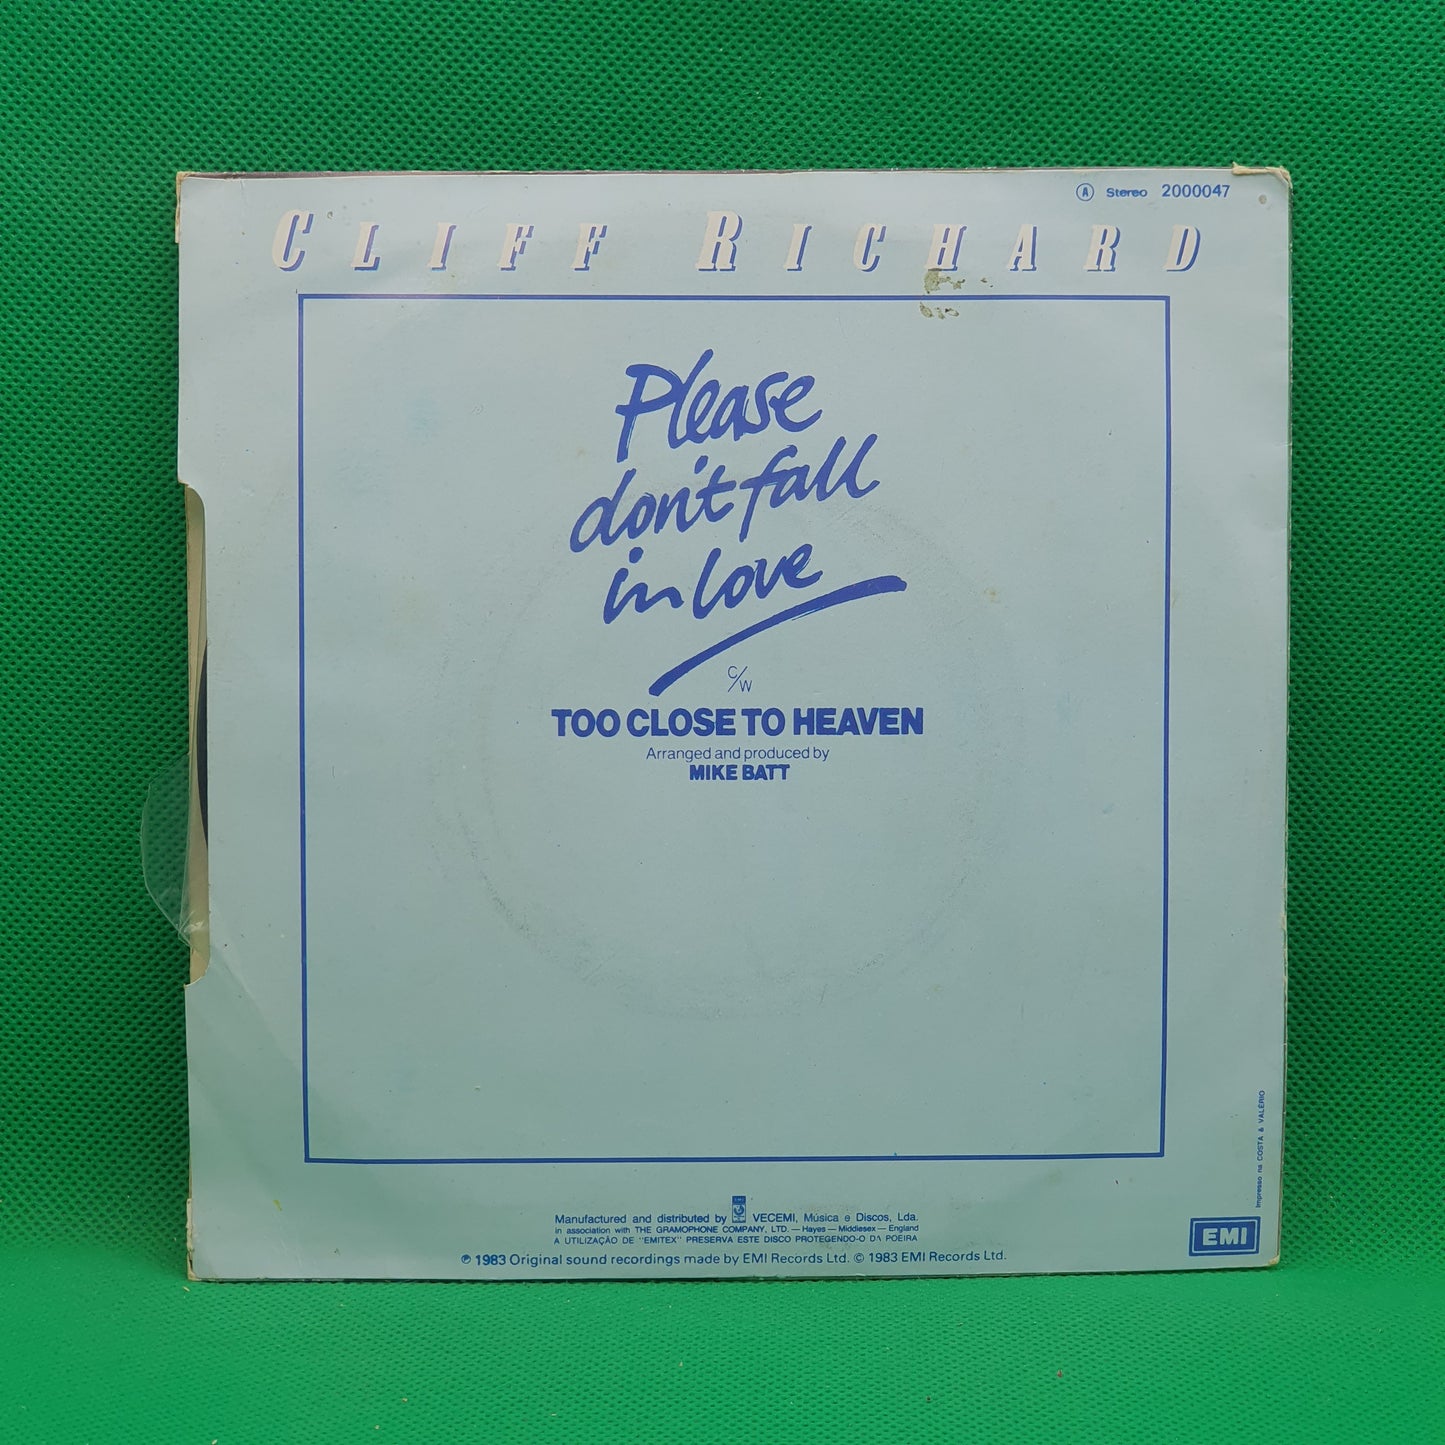 Ⓐ Stereo 2000047
CLIFF RICHARD
Please
don't fall
in love
C/W
TOO CLOSE TO HEAVEN
Arranged and produced by
MIKE BATT
Impresso na COSTA & VALÉRIO
Manufactured and distributed by VECEMI, Música e Discos, Lda.
in association with THE GRAMOPHONE COMPANY, LTD. — Hayes — Middlesex — England
A UTILIZAÇÃO DE "EMITEX" PRESERVA ESTE DISCO PROTEGENDO-O DA POEIRA
℗ 1983 Original sound recordings made by EMI Records Ltd. © 1983 EMI Records Ltd.
EMI